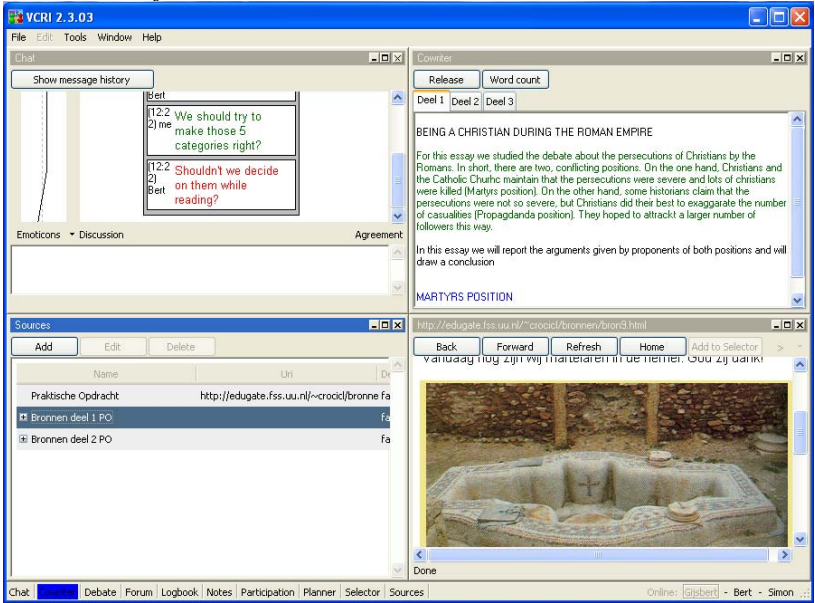 VCRI 2.3.03
File Edit Tools Window Help
Chat
Show message history
Bert
(12:2
2) me
We should try to
make those 5
categories right?
(12:2
2)
Bert
Shouldn't we decide
on them while
reading?
Emoticons Discussion Agreement
Cowriter
Release Word count
Deel 1 Deel 2 Deel 3
BEING A CHRISTIAN DURING THE ROMAN EMPIRE
For this essay we studied the debate about the persecutions of Christians by the
Romans. In short, there are two, conflicting positions. On the one hand, Christians and
the Catholic Churhc maintain that the persecutions were severe and lots of christians
were killed (Martyrs position). On the other hand, some historians claim that the
persecutions were not so severe, but Christians did their best to exaggarate the number
of casualities (Propagdanda position). They hoped to attrackt a larger number of
followers this way.
In this essay we will report the arguments given by proponents of both positions and will
draw a conclusion
MARTYRS POSITION
Sources
Add Edit Delete
Name Uri De
Praktische Opdracht http://edugate.fss.uu.nl/~crocicl/bronne fa
Bronnen deel 1 PO fa
Bronnen deel 2 PO fa
http://edugate.fss.uu.nl/~crocicl/bronnen/bron3.html
Back Forward Refresh Home Add to Selector >
Vandaag nog zijn wij martelaren in de hemel. God zij dank!
Done
Chat Cowriter Debate Forum Logbook Notes Participation Planner Selector Sources
Online: Gijsbert - Bert - Simon